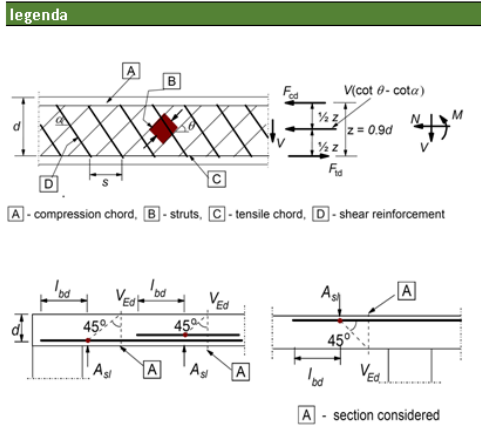 legenda
A
B
F_cd
V(cot θ - cotα)
α
θ
d
½ z
½ z
z = 0.9d
V
N
M
V
D
s
C
F_td
A - compression chord, B - struts, C - tensile chord, D - shear reinforcement
l_bd
V_Ed
l_bd
V_Ed
d
45°
45°
A_sl
A
A_sl
A
A_sl
A
45°
l_bd
V_Ed
A - section considered